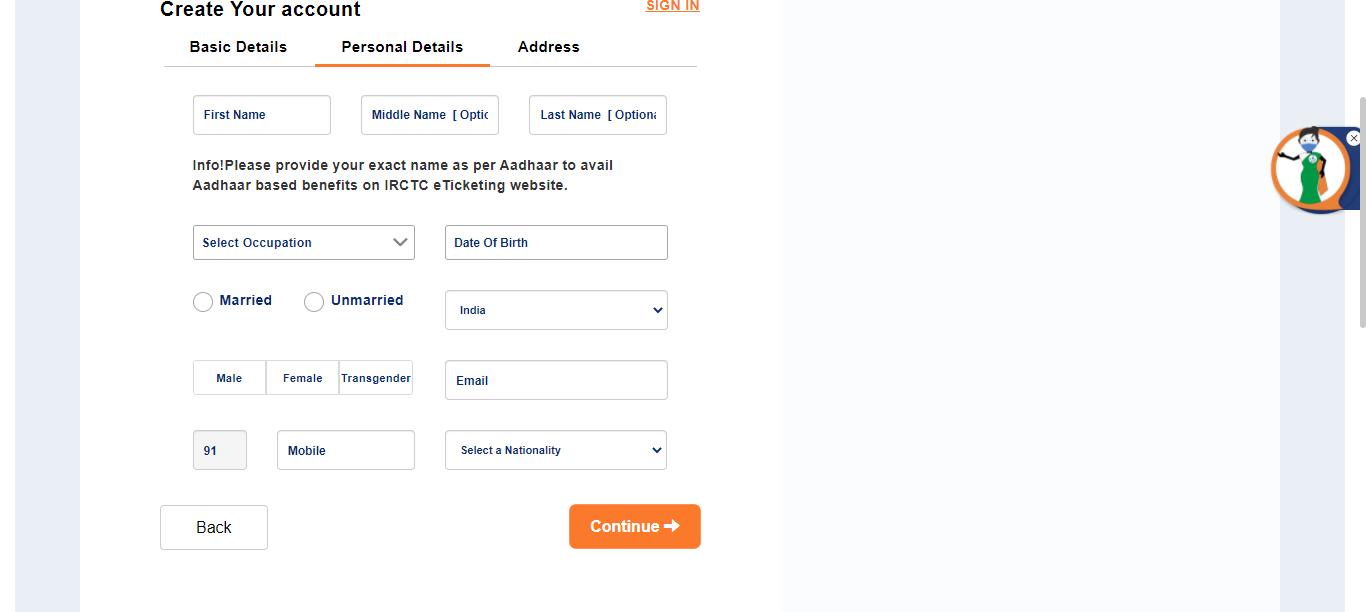 Create Your account
SIGN IN
Basic Details
Personal Details
Address
First Name
Middle Name [ Optic
Last Name [ Optiona
Info!Please provide your exact name as per Aadhaar to avail
Aadhaar based benefits on IRCTC eTicketing website.
Select Occupation
Date Of Birth
Married
Unmarried
India
Male
Female
Transgender
Email
91
Mobile
Select a Nationality
Back
Continue